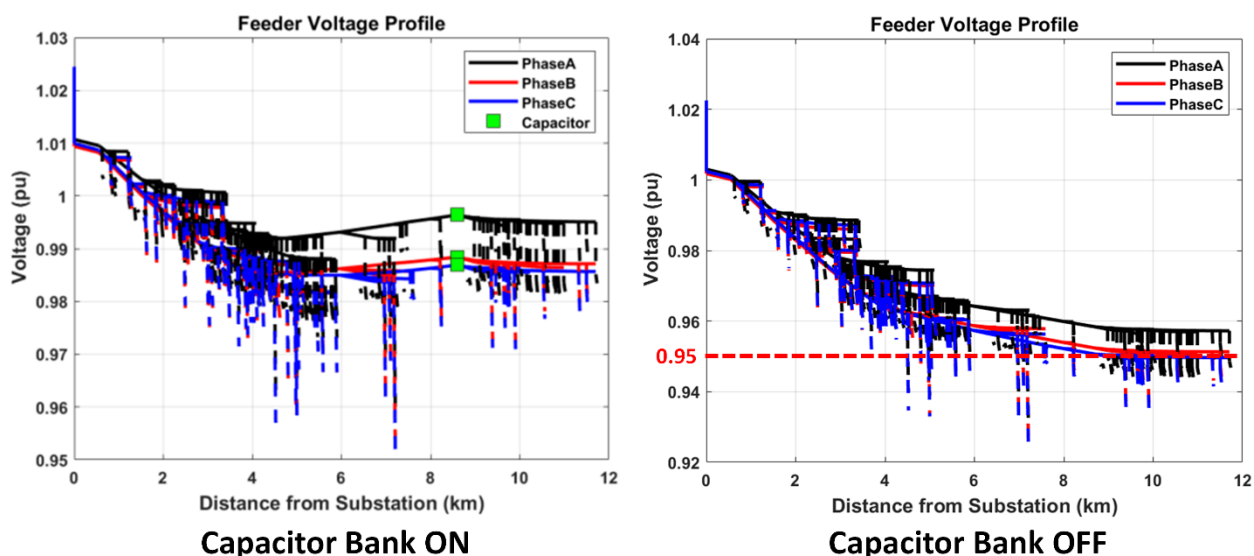 Feeder Voltage Profile
1.03
1.02
1.01
1
0.99
0.98
0.97
0.96
0.95
Voltage (pu)
PhaseA
PhaseB
PhaseC
Capacitor
0 2 4 6 8 10 12
Distance from Substation (km)
Capacitor Bank ON
Feeder Voltage Profile
1.04
1.02
1
0.98
0.96
0.95
0.94
0.92
Voltage (pu)
PhaseA
PhaseB
PhaseC
0 2 4 6 8 10 12
Distance from Substation (km)
Capacitor Bank OFF